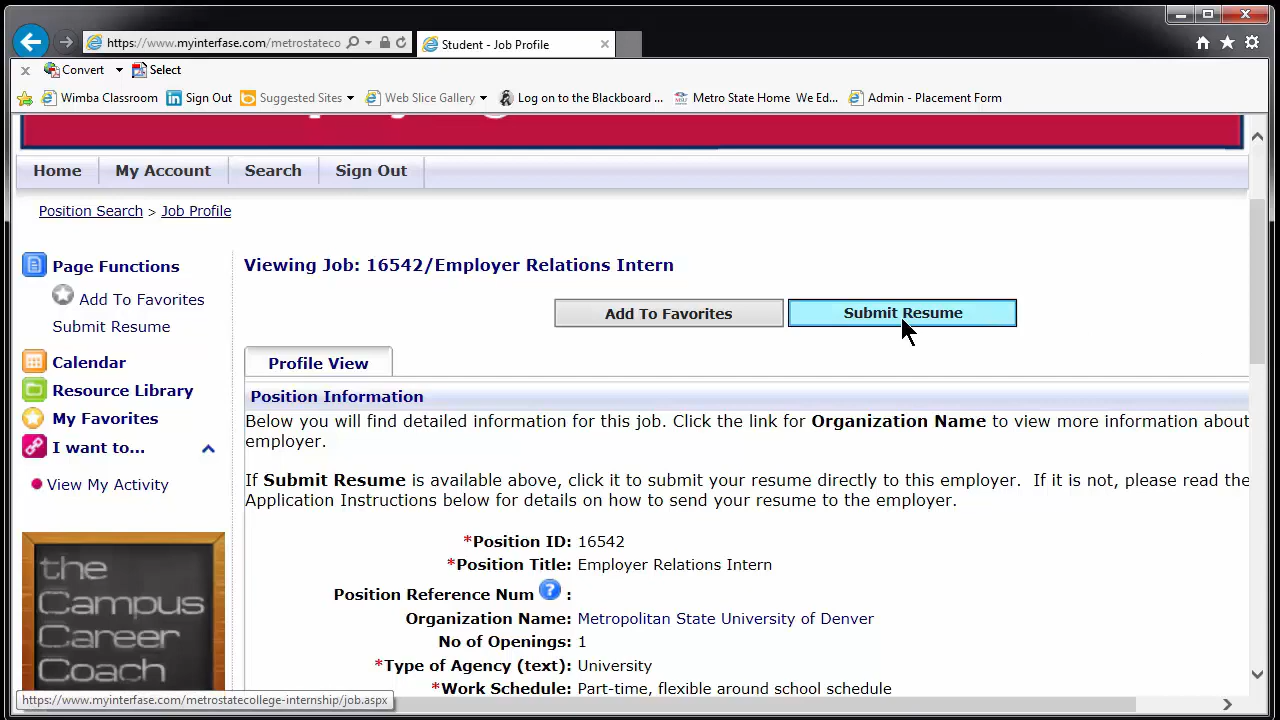 https://www.myinterfase.com/metrostateco
Student - Job Profile
Convert Select
Wimba Classroom Sign Out Suggested Sites Web Slice Gallery Log on to the Blackboard ... Metro State Home We Ed... Admin - Placement Form
Home My Account Search Sign Out
Position Search > Job Profile
Page Functions
Add To Favorites
Submit Resume
Calendar
Resource Library
My Favorites
I want to...
View My Activity
the
Campus
Career
Coach
Viewing Job: 16542/Employer Relations Intern
Add To Favorites Submit Resume
Profile View
Position Information
Below you will find detailed information for this job. Click the link for Organization Name to view more information about
employer.
If Submit Resume is available above, click it to submit your resume directly to this employer. If it is not, please read the
Application Instructions below for details on how to send your resume to the employer.
*Position ID: 16542
*Position Title: Employer Relations Intern
Position Reference Num ? :
Organization Name: Metropolitan State University of Denver
No of Openings: 1
*Type of Agency (text): University
*Work Schedule: Part-time, flexible around school schedule
https://www.myinterfase.com/metrostatecollege-internship/job.aspx